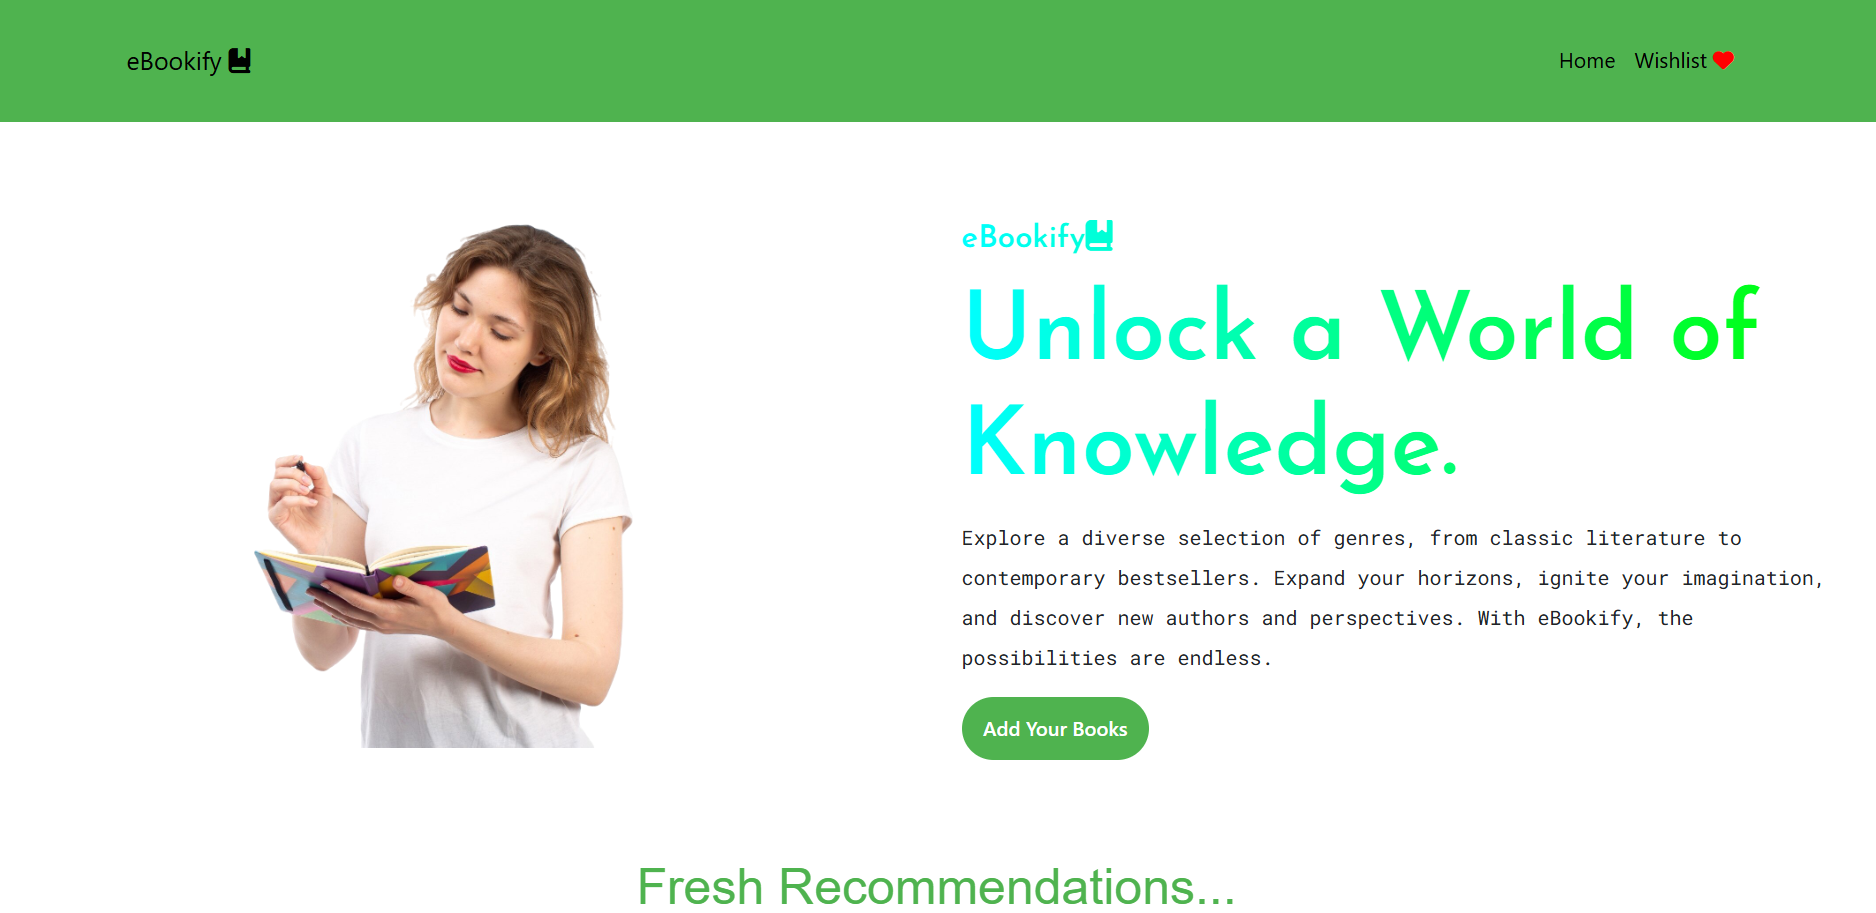 eBookify
Home
Wishlist
eBookify
Unlock a World of
Knowledge.
Explore a diverse selection of genres, from classic literature to
contemporary bestsellers. Expand your horizons, ignite your imagination,
and discover new authors and perspectives. With eBookify, the
possibilities are endless.
Add Your Books
Fresh Recommendations...